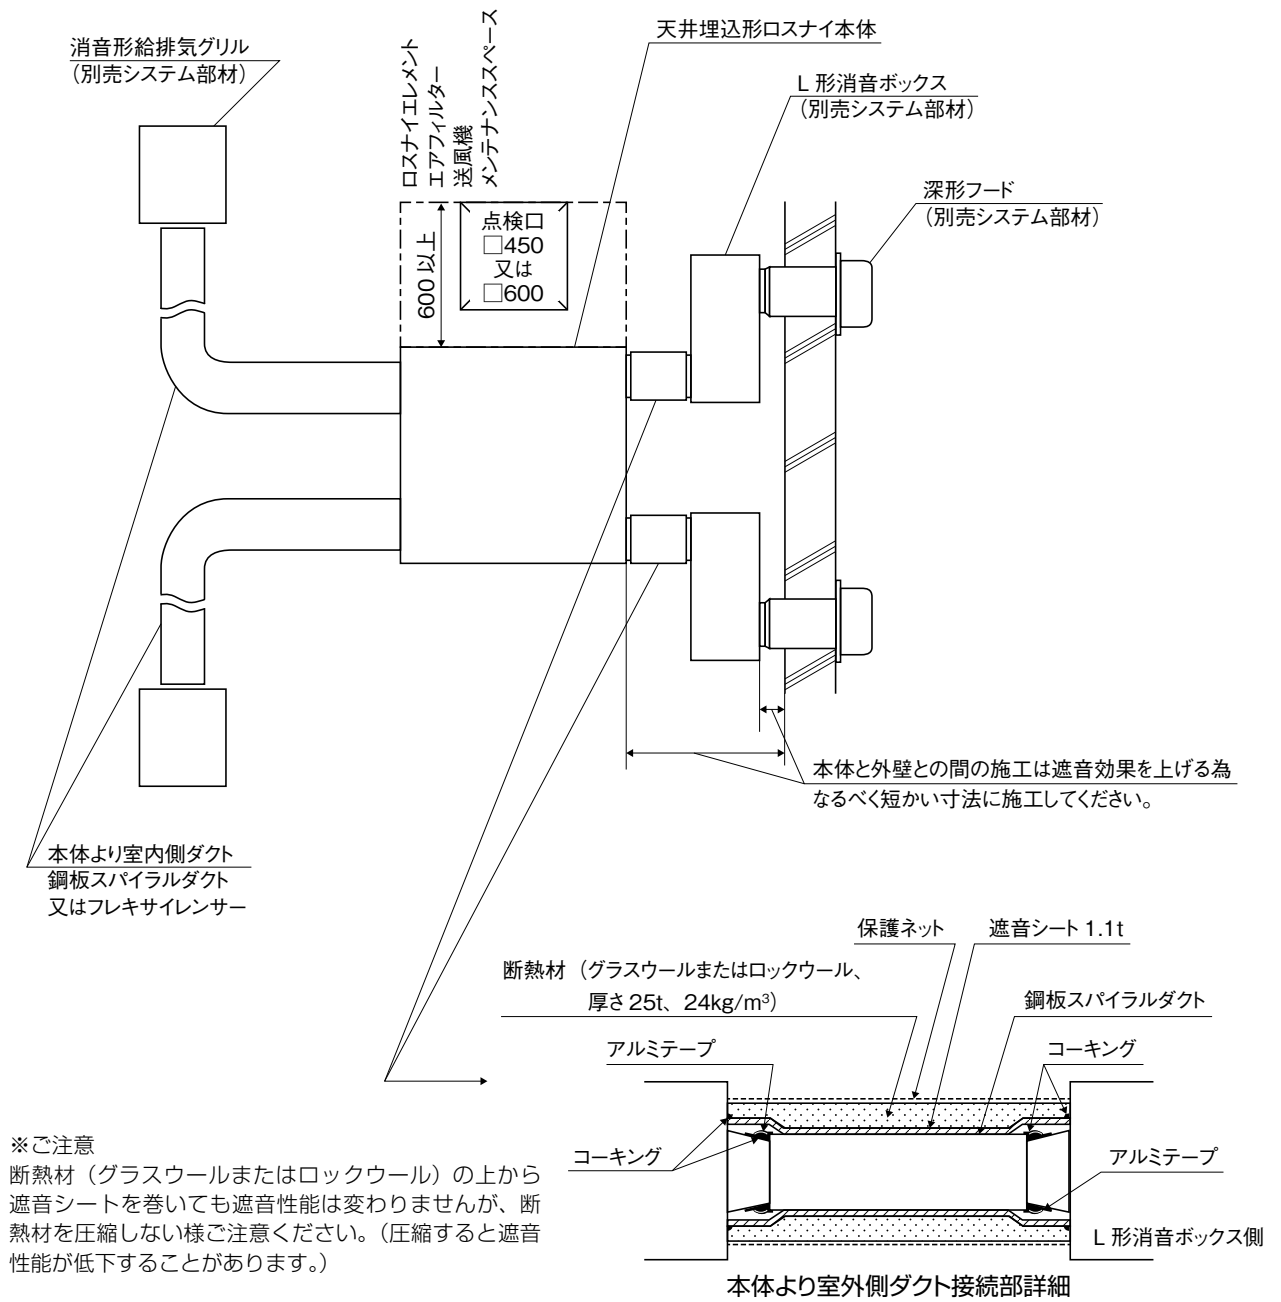 消音形給排気グリル
（別売システム部材）
ロスナイエレメント
エアフィルター
送風機
メンテナンススペース
天井埋込形ロスナイ本体
L 形消音ボックス
（別売システム部材）
深形フード
（別売システム部材）
600 以上
点検口
□450
又は
□600
本体と外壁との間の施工は遮音効果を上げる為
なるべく短かい寸法に施工してください。
本体より室内側ダクト
鋼板スパイラルダクト
又はフレキサイレンサー
保護ネット
遮音シート 1.1t
断熱材（グラスウールまたはロックウール、
厚さ 25t、24kg/m³）
鋼板スパイラルダクト
アルミテープ
コーキング
コーキング
アルミテープ
L 形消音ボックス側
本体より室外側ダクト接続部詳細
※ご注意
断熱材（グラスウールまたはロックウール）の上から
遮音シートを巻いても遮音性能は変わりませんが、断
熱材を圧縮しない様ご注意ください。（圧縮すると遮音
性能が低下することがあります。）